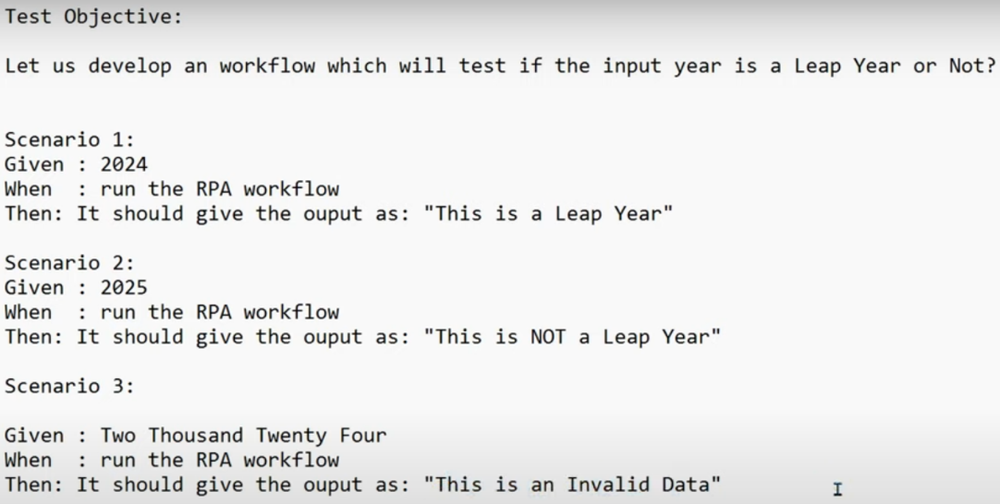 Test Objective:
Let us develop an workflow which will test if the input year is a Leap Year or Not?
Scenario 1:
Given : 2024
When  : run the RPA workflow
Then: It should give the ouput as: "This is a Leap Year"
Scenario 2:
Given : 2025
When  : run the RPA workflow
Then: It should give the ouput as: "This is NOT a Leap Year"
Scenario 3:
Given : Two Thousand Twenty Four
When  : run the RPA workflow
Then: It should give the ouput as: "This is an Invalid Data"